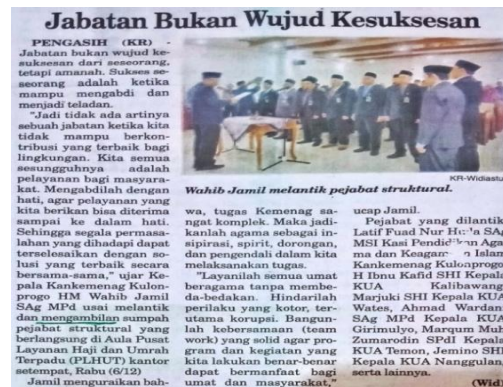 Jabatan Bukan Wujud Kesuksesan
PENGASIH (KR) -
Jabatan bukan wujud ke-
suksesan dari seseorang,
tetapi amanah. Sukses se-
seorang adalah ketika
mampu mengabdi dan
menjadi teladan.
"Jadi tidak ada artinya
sebuah jabatan ketika kita
tidak mampu berkon-
tribusi yang terbaik bagi
lingkungan. Kita semua
sesungguhnya adalah
pelayanan bagi masyara-
kat. Mengabdilah dengan
hati, agar pelayanan yang
kita berikan bisa diterima
sampai ke dalam hati.
Sehingga segala permasa-
lahan yang dihadapi dapat
terselesaikan dengan so-
lusi yang terbaik secara
bersama-sama," ujar Ke-
pala Kankemenag Kulon-
progo HM Wahib Jamil
SAg MPd usai melantik
dan mengambilan sumpah
pejabat struktural yang
berlangsung di Aula Pusat
Layanan Haji dan Umrah
Terpadu (PLHUT) kantor
setempat, Rabu (6/12)
Jamil menguraikan bah-
KR-Widiastu
Wahib Jamil melantik pejabat struktural.
wa, tugas Kemenag sa-
ngat komplek. Maka jadi-
kanlah agama sebagai in-
spirasi, spirit, dorongan,
dan pengendali dalam kita
melaksanakan tugas.
"Layanilah semua umat
beragama tanpa membe-
da-bedakan. Hindarilah
perilaku yang kotor, ter-
utama korupsi. Bangun-
lah kebersamaan (team
work) yang solid agar pro-
gram dan kegiatan yang
kita lakukan benar-benar
dapat bermanfaat bagi
umat dan masyarakat,"
ucap Jamil.
Pejabat yang dilantik
Latif Fuad Nur SAg
MSI Kasi Pendidikan Aga
ma dan Keagamaan Islam
Kankemenag Kulonprogo
H Ibnu Kafid SHI Kepala
KUA Kalibawang
Marjuki SHI Kepala KUA
Wates, Ahmad Wardan
SAg MPd Kepala KUA
Girimulyo, Marqum Muh
Zumarodin SPdI Kepala
KUA Temon, Jemino SHI
Kepala KUA Nanggulan,
serta lainnya.